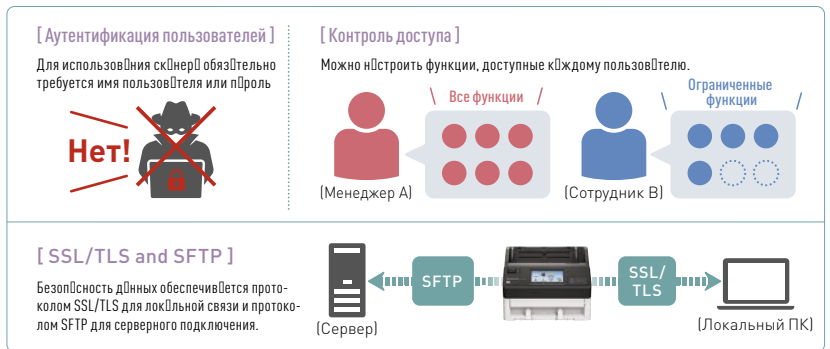 [ Аутентификация пользователей ]
Для использов▯ния ск▯нер▯ обяз▯тельно
требуется имя пользов▯теля или п▯роль
Нет!
[ Контроль доступа ]
Можно н▯строить функции, доступные к▯ждому пользов▯телю.
Все функции
(Менеджер А)
Ограниченные
функции
(Сотрудник В)
[ SSL/TLS and SFTP ]
Безоп▯сность д▯нных обеспечив▯ется прото-
колом SSL/TLS для лок▯льной связи и протоко-
лом SFTP для серверного подключения.
(Сервер)
SFTP
SSL/
TLS
(Локальный ПК)